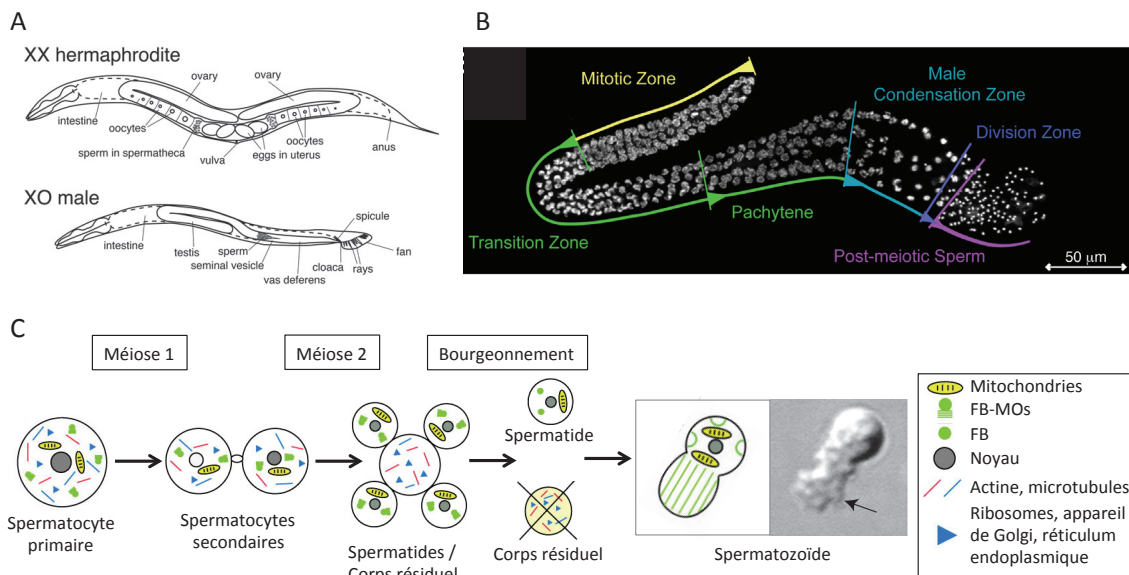 A
XX hermaphrodite
ovary
ovary
intestine
oocytes
sperm in spermatheca
vulva
eggs in uterus
oocytes
anus
XO male
intestine
testis
sperm
seminal vesicle
vas deferens
cloaca
rays
spicule
fan
B
Mitotic Zone
Male
Condensation Zone
Division Zone
Pachytene
Transition Zone
Post-meiotic Sperm
50 μm
C
Méiose 1
Méiose 2
Bourgeonnement
Spermatocyte
primaire
Spermatocytes
secondaires
Spermatides /
Corps résiduel
Spermatide
Corps résiduel
Spermatozoïde
Mitochondries
FB-MOs
FB
Noyau
Actine, microtubules
Ribosomes, appareil
de Golgi, réticulum
endoplasmique